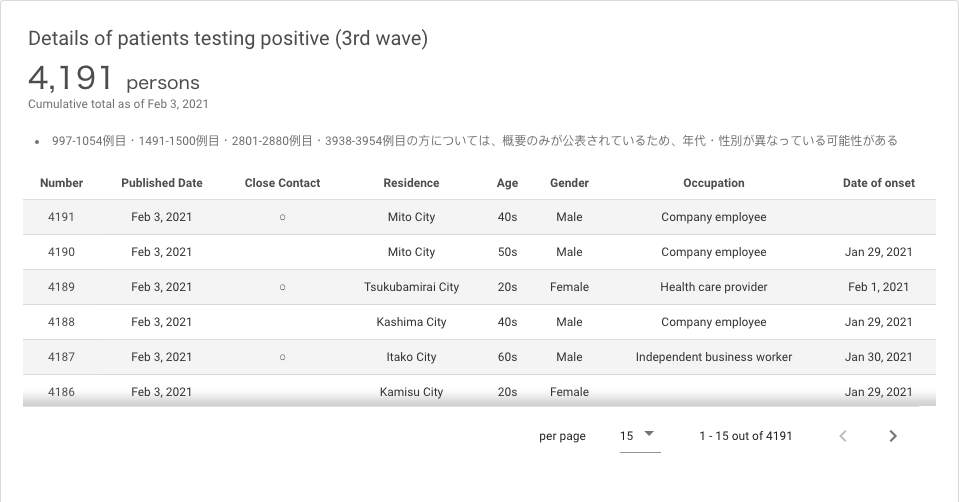 Details of patients testing positive (3rd wave)
4,191 persons
Cumulative total as of Feb 3, 2021
• 997-1054例目・1491-1500例目・2801-2880例目・3938-3954例目の方については、概要のみが公表されているため、年代・性別が異なっている可能性がある
Number Published Date Close Contact Residence Age Gender Occupation Date of onset
4191 Feb 3, 2021 ○ Mito City 40s Male Company employee
4190 Feb 3, 2021 Mito City 50s Male Company employee Jan 29, 2021
4189 Feb 3, 2021 ○ Tsukubamirai City 20s Female Health care provider Feb 1, 2021
4188 Feb 3, 2021 Kashima City 40s Male Company employee Jan 29, 2021
4187 Feb 3, 2021 ○ Itako City 60s Male Independent business worker Jan 30, 2021
4186 Feb 3, 2021 Kamisu City 20s Female Jan 29, 2021
per page 15 1 - 15 out of 4191